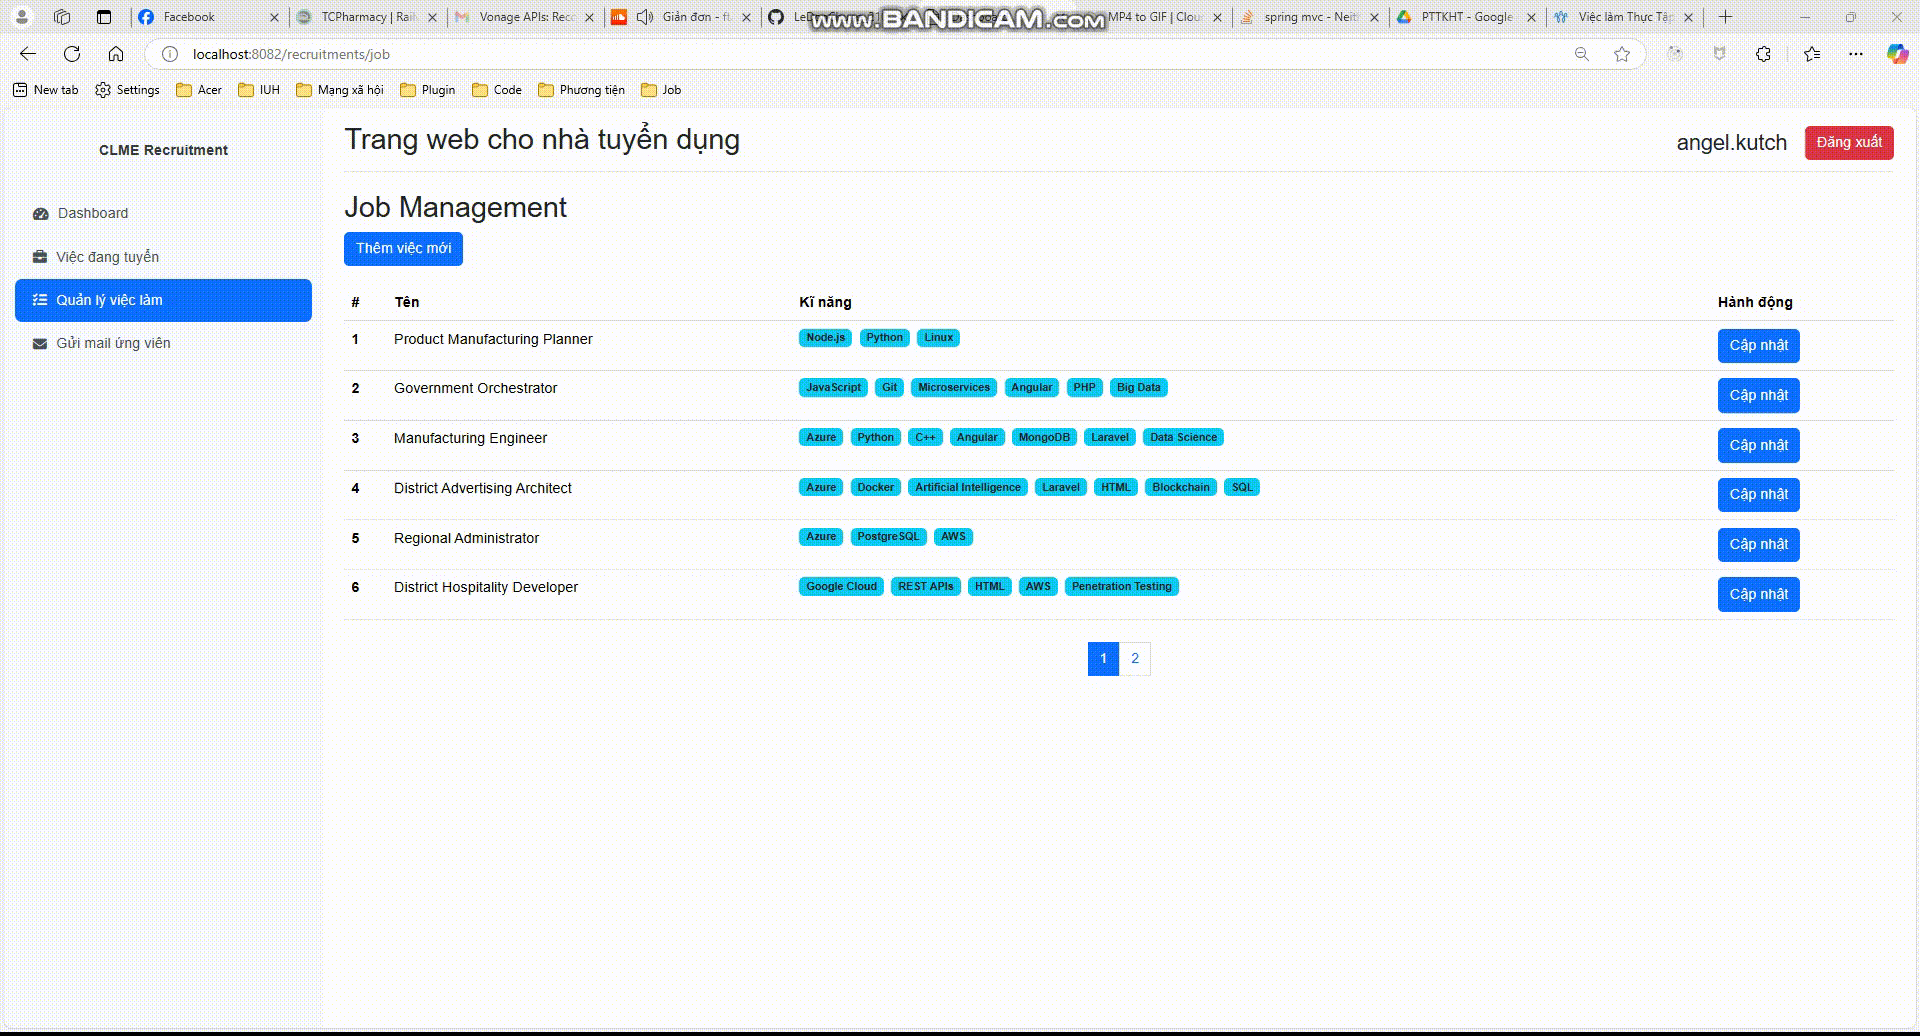 Facebook
TCPharmacy | Rail
Vonage APIs: Reco
Giản đơn - ft.
www.BANDICAM.com
MP4 to GIF | Clou
spring mvc - Neit
PTTKHT - Google
Việc làm Thực Tập
localhost:8082/recruitments/job
New tab
Settings
Acer
IUH
Mạng xã hội
Plugin
Code
Phương tiện
Job
CLME Recruitment
Dashboard
Việc đang tuyển
Quản lý việc làm
Gửi mail ứng viên
Trang web cho nhà tuyển dụng
angel.kutch
Đăng xuất
Job Management
Thêm việc mới
# Tên Kĩ năng Hành động
1 Product Manufacturing Planner Node.js Python Linux Cập nhật
2 Government Orchestrator JavaScript Git Microservices Angular PHP Big Data Cập nhật
3 Manufacturing Engineer Azure Python C++ Angular MongoDB Laravel Data Science Cập nhật
4 District Advertising Architect Azure Docker Artificial Intelligence Laravel HTML Blockchain SQL Cập nhật
5 Regional Administrator Azure PostgreSQL AWS Cập nhật
6 District Hospitality Developer Google Cloud REST APIs HTML AWS Penetration Testing Cập nhật
1 2